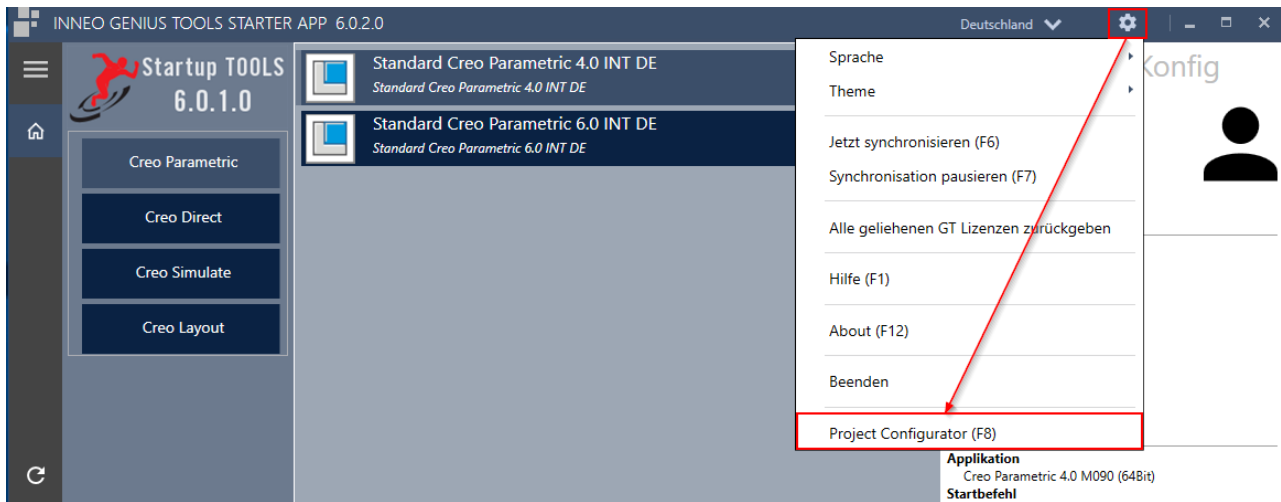 INNEO GENIUS TOOLS STARTER APP 6.0.2.0
Deutschland
Startup TOOLS
6.0.1.0
Creo Parametric
Creo Direct
Creo Simulate
Creo Layout
Standard Creo Parametric 4.0 INT DE
Standard Creo Parametric 4.0 INT DE
Standard Creo Parametric 6.0 INT DE
Standard Creo Parametric 6.0 INT DE
Sprache
Theme
Jetzt synchronisieren (F6)
Synchronisation pausieren (F7)
Alle geliehenen GT Lizenzen zurückgeben
Hilfe (F1)
About (F12)
Beenden
Project Configurator (F8)
Konfig
Applikation
Creo Parametric 4.0 M090 (64Bit)
Startbefehl